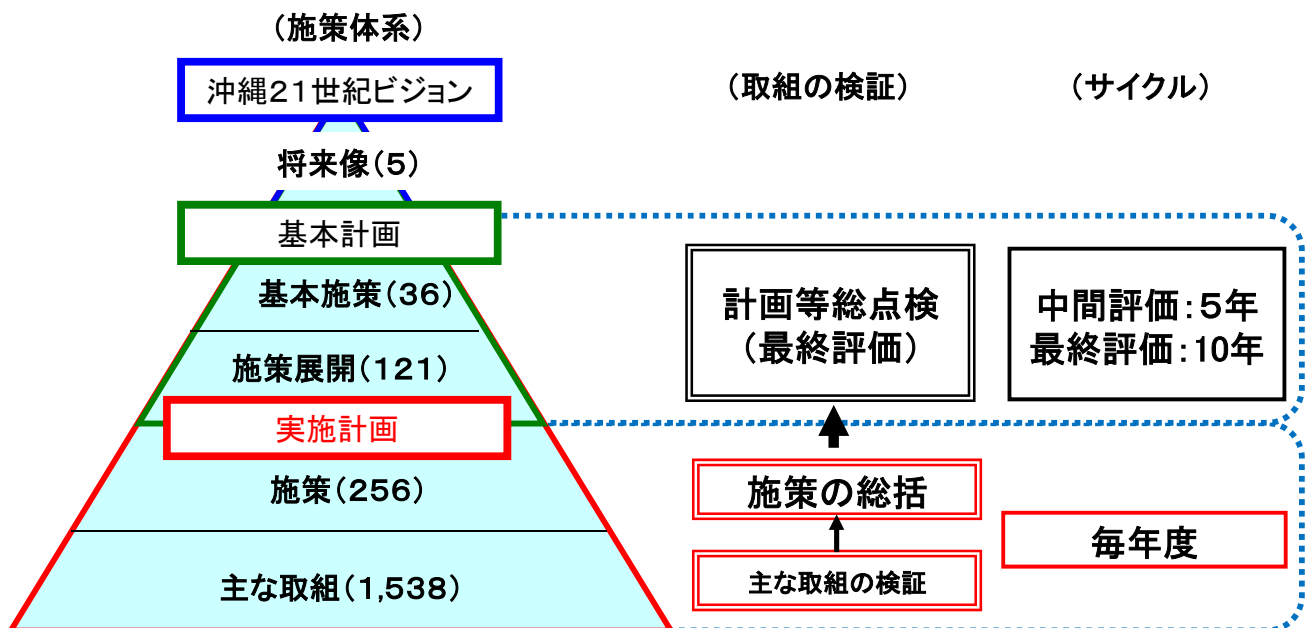 （施策体系）
沖縄２１世紀ビジョン
（取組の検証）
（サイクル）
将来像（５）
基本計画
基本施策（３６）
計画等総点検
（最終評価）
中間評価：５年
最終評価：１０年
施策展開（１２１）
実施計画
施策（２５６）
施策の総括
毎年度
主な取組（１,５３８）
主な取組の検証